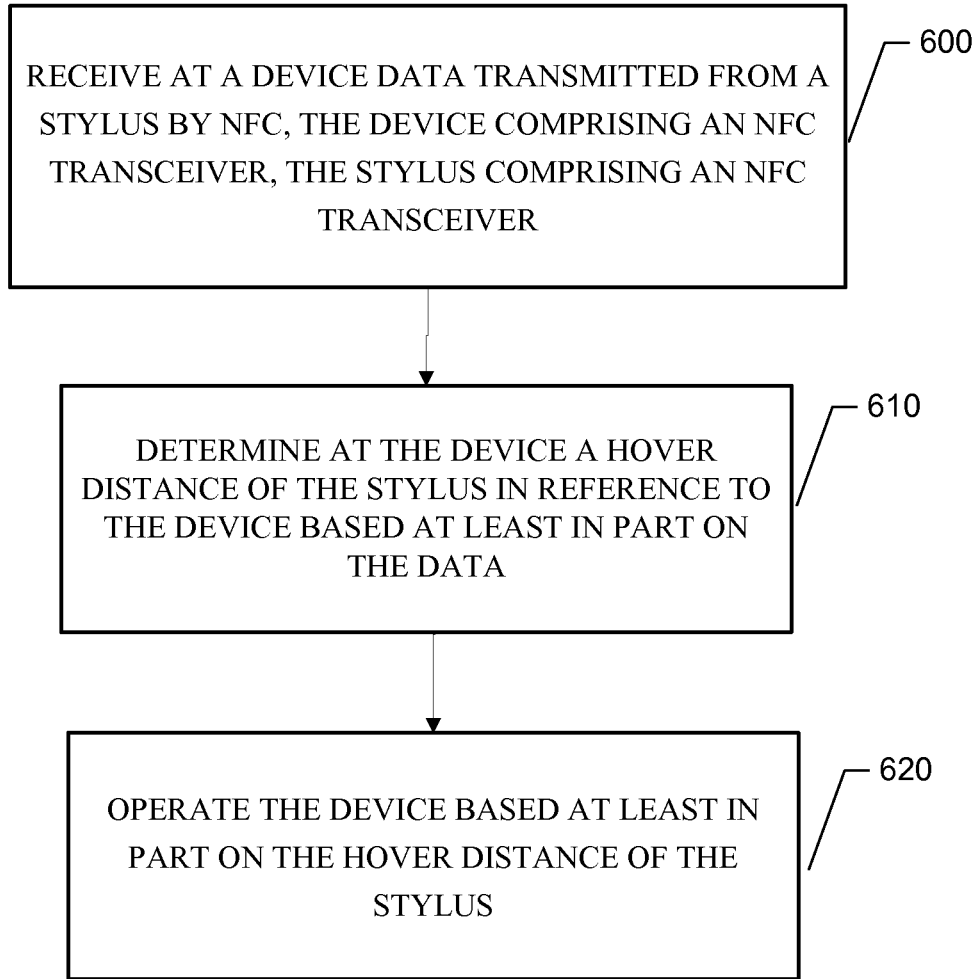 RECEIVE AT A DEVICE DATA TRANSMITTED FROM A
STYLUS BY NFC, THE DEVICE COMPRISING AN NFC
TRANSCEIVER, THE STYLUS COMPRISING AN NFC
TRANSCEIVER
600
DETERMINE AT THE DEVICE A HOVER
DISTANCE OF THE STYLUS IN REFERENCE TO
THE DEVICE BASED AT LEAST IN PART ON
THE DATA
610
OPERATE THE DEVICE BASED AT LEAST IN
PART ON THE HOVER DISTANCE OF THE
STYLUS
620